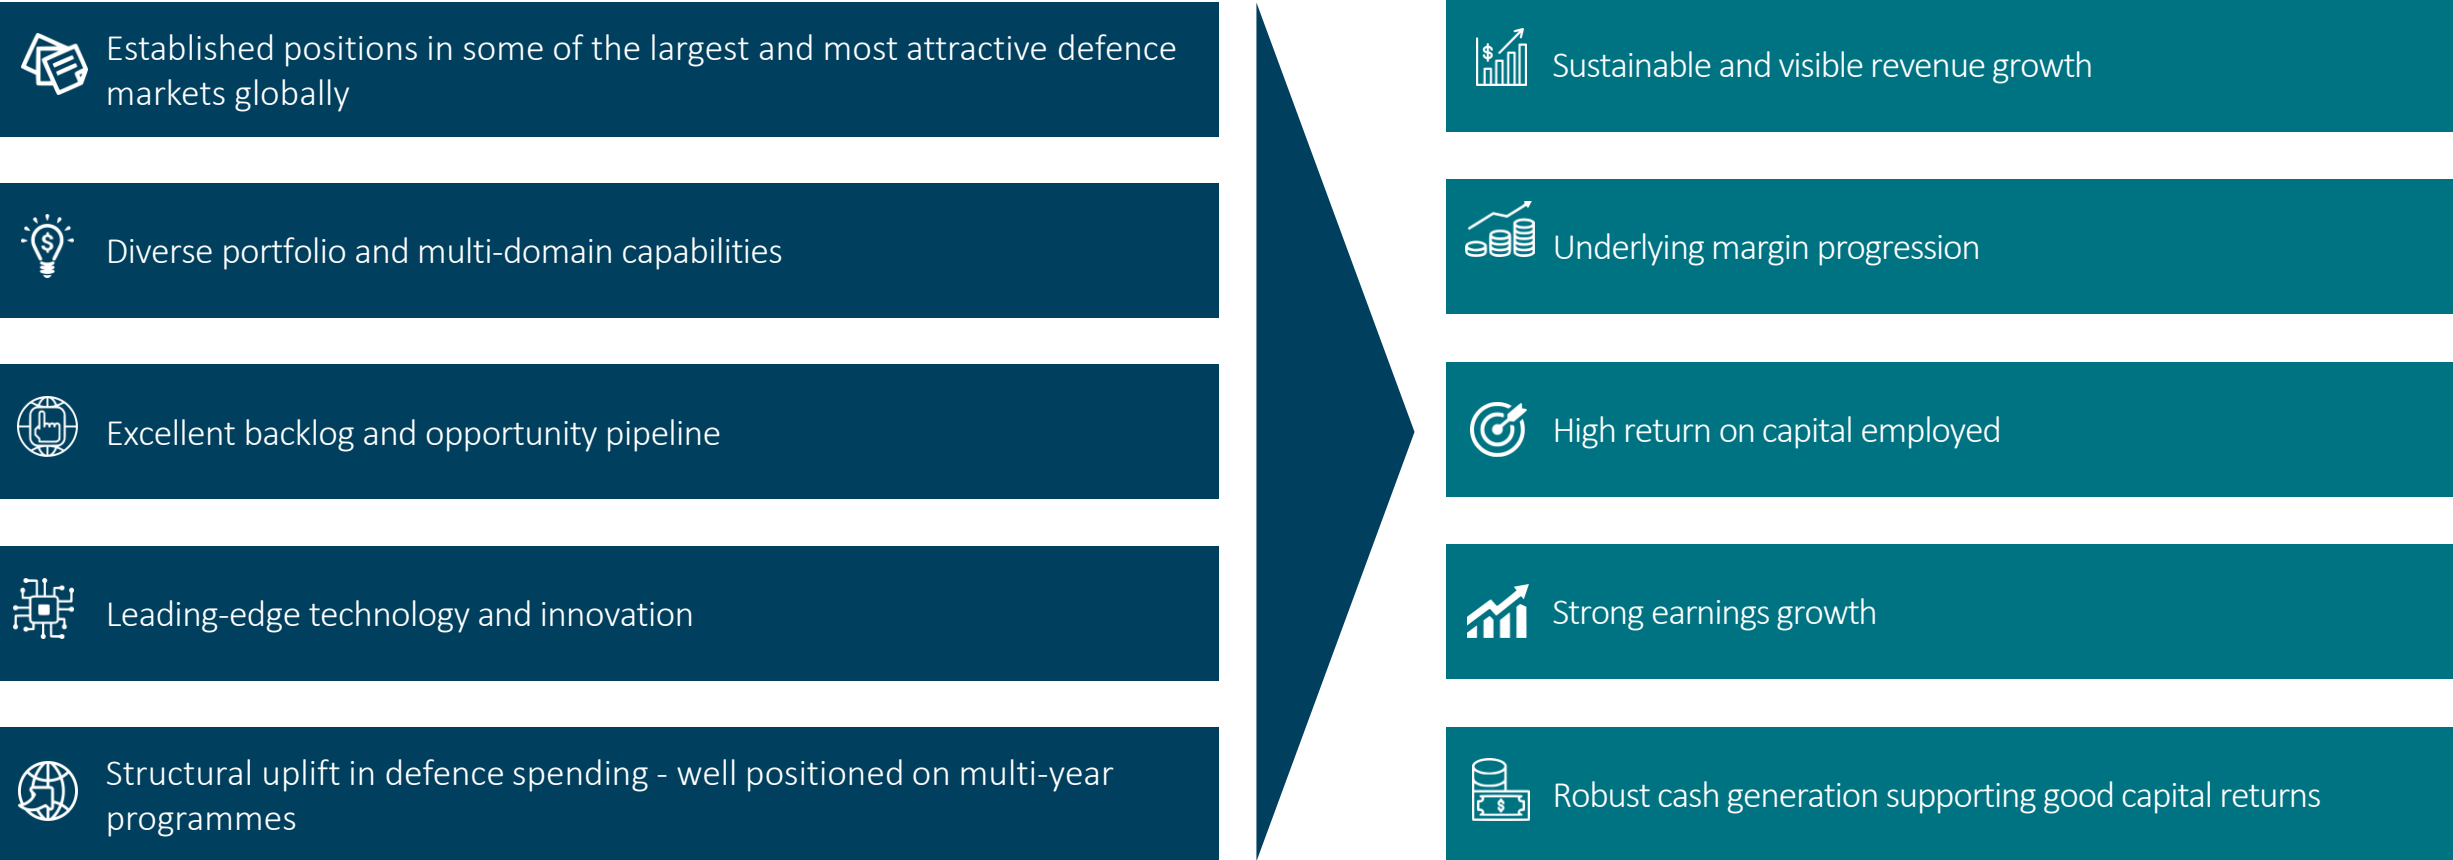 Established positions in some of the largest and most attractive defence
markets globally
Diverse portfolio and multi-domain capabilities
Excellent backlog and opportunity pipeline
Leading-edge technology and innovation
Structural uplift in defence spending - well positioned on multi-year
programmes
$
Sustainable and visible revenue growth
Underlying margin progression
High return on capital employed
Strong earnings growth
Robust cash generation supporting good capital returns